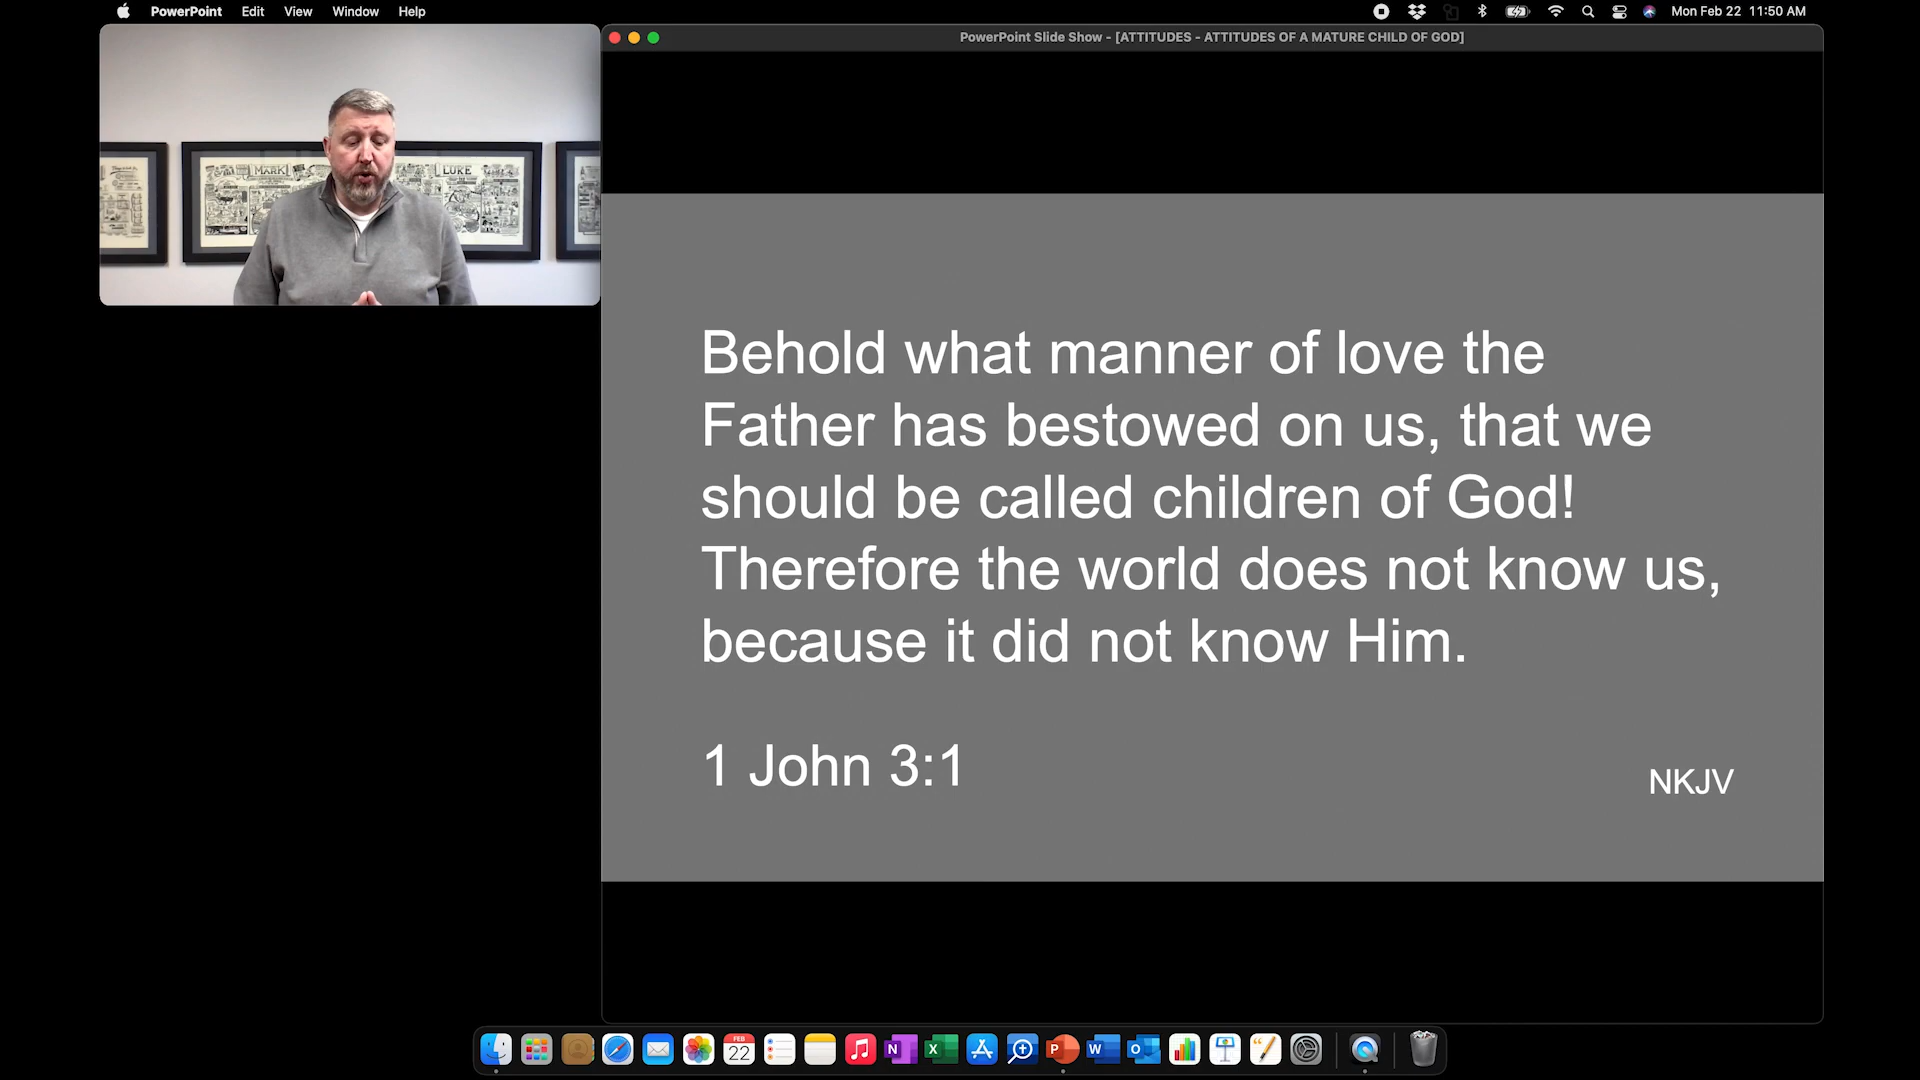 PowerPoint Edit View Window Help
Mon Feb 22 11:50 AM
PowerPoint Slide Show - [ATTITUDES - ATTITUDES OF A MATURE CHILD OF GOD]
MARK
LUKE
Behold what manner of love the
Father has bestowed on us, that we
should be called children of God!
Therefore the world does not know us,
because it did not know Him.
1 John 3:1
NKJV
FEB
22
N
X
P
W
O